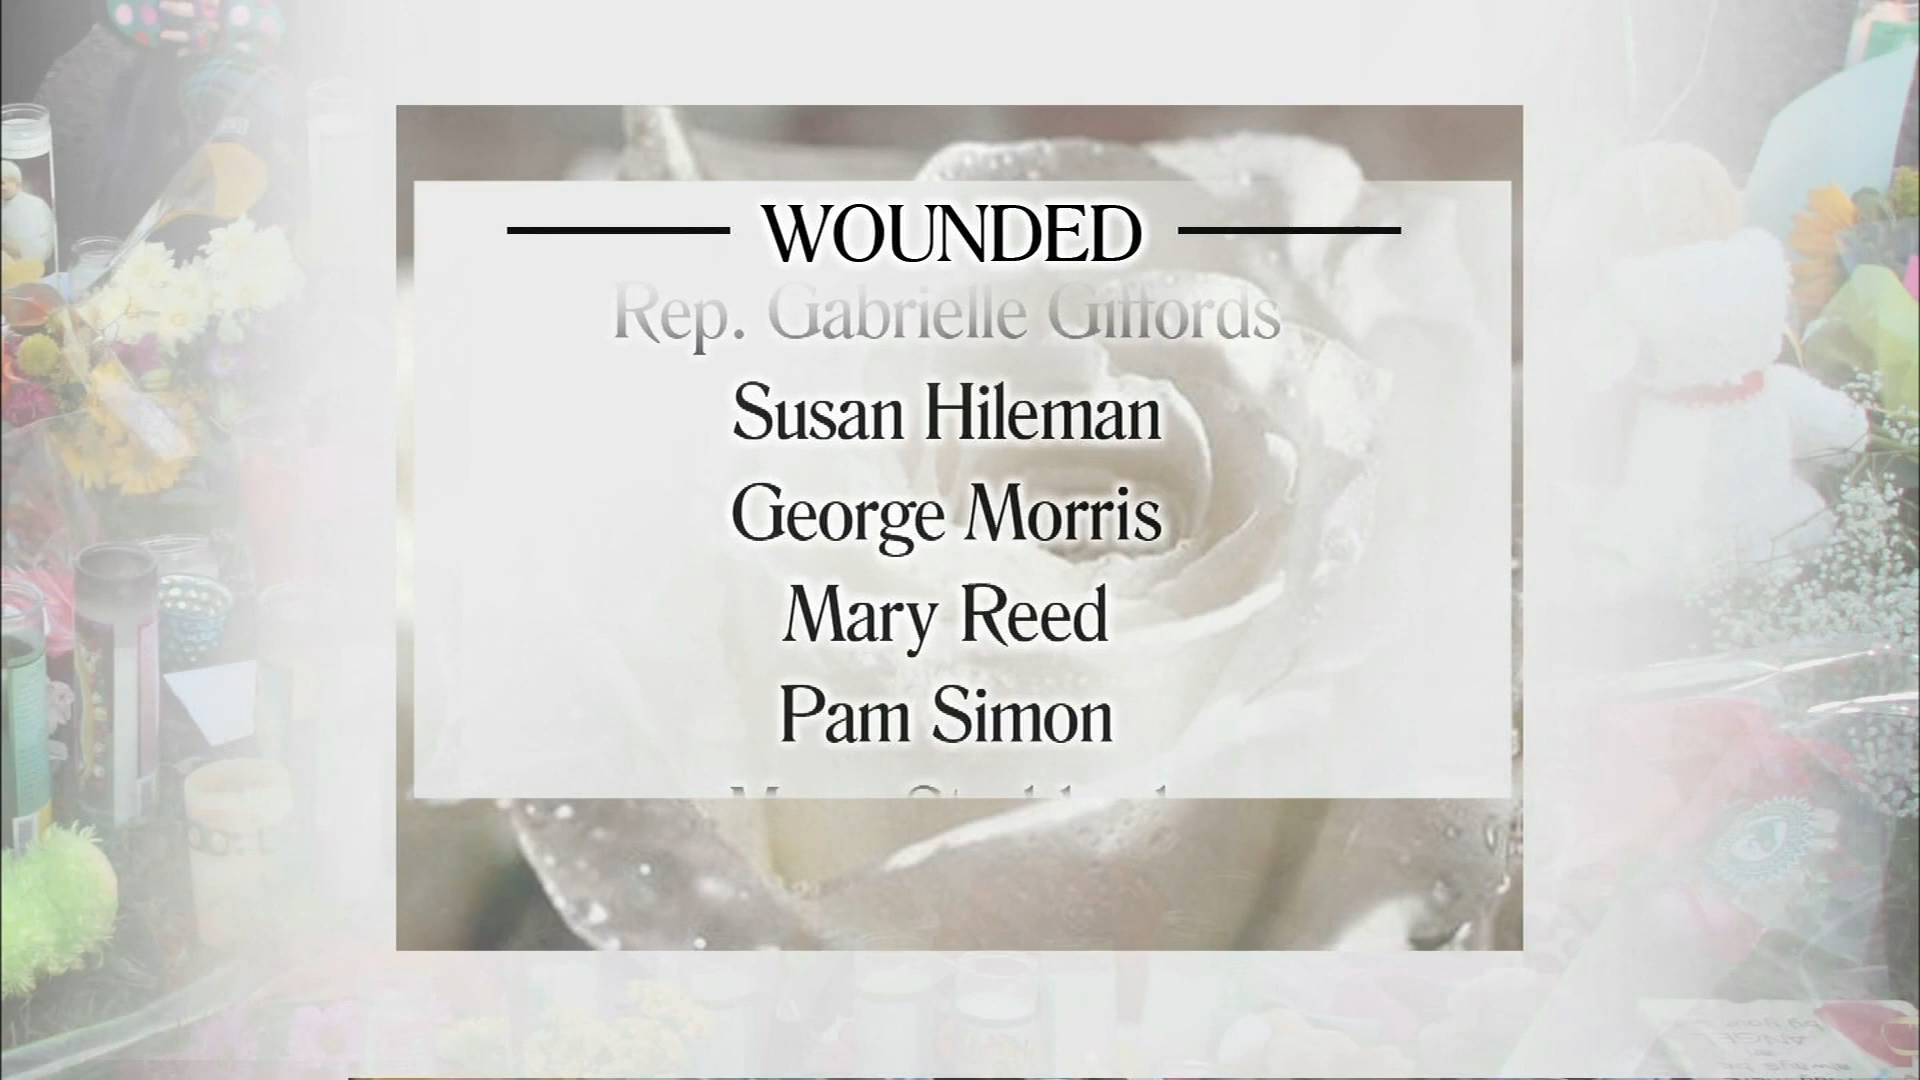 WOUNDED
Rep. Gabrielle Giffords
Susan Hileman
George Morris
Mary Reed
Pam Simon